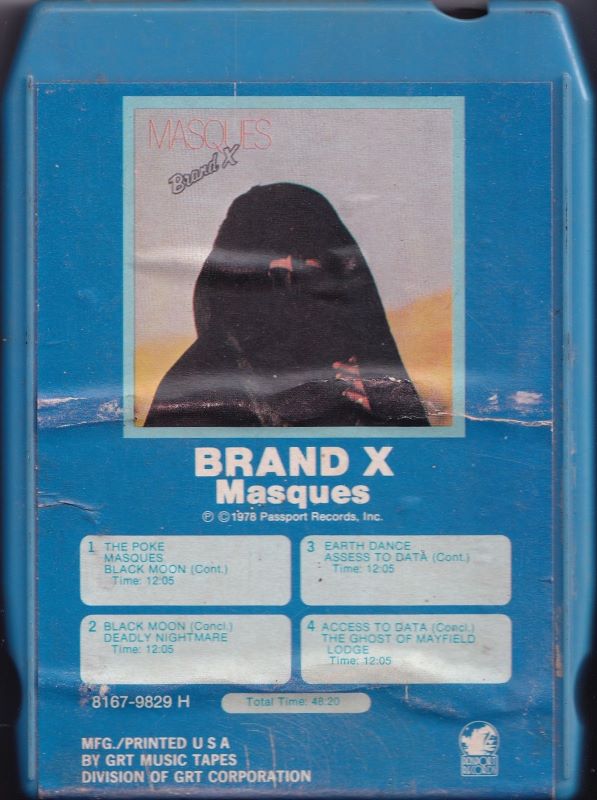 MASQUES
Brand X
BRAND X
Masques
Ⓟ ©1978 Passport Records, Inc.
1 THE POKE
MASQUES
BLACK MOON (Cont.)
Time: 12:05
2 BLACK MOON (Concl.)
DEADLY NIGHTMARE
Time: 12:05
3 EARTH DANCE
ASSESS TO DATA (Cont.)
Time: 12:05
4 ACCESS TO DATA (Concl.)
THE GHOST OF MAYFIELD
LODGE
Time: 12:05
8167-9829 H
Total Time: 48:20
MFG./PRINTED U S A
BY GRT MUSIC TAPES
DIVISION OF GRT CORPORATION
PASSPORT
RECORDS